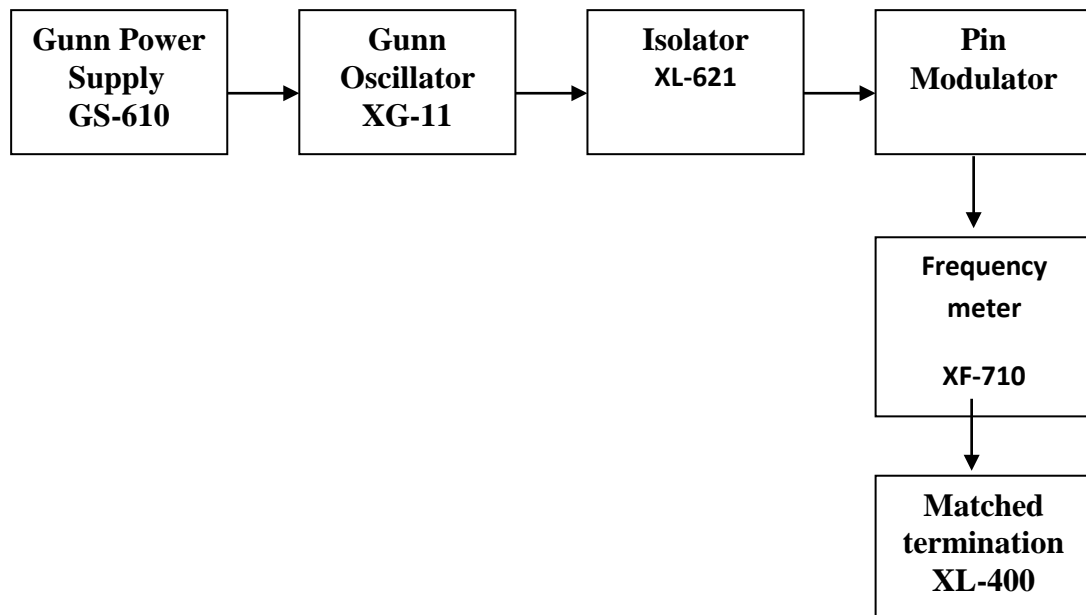 Gunn Power
Supply
GS-610
Gunn
Oscillator
XG-11
Isolator
XL-621
Pin
Modulator
Frequency
meter
XF-710
Matched
termination
XL-400